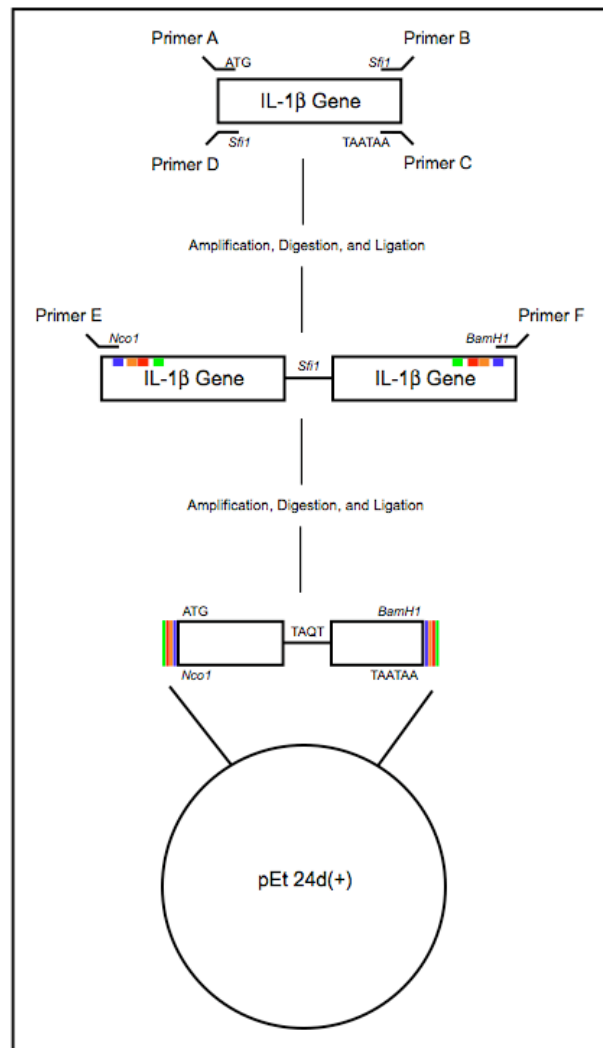 Primer A
Primer B
ATG
Sfi1
IL-1β Gene
Sfi1
TAATAA
Primer D
Primer C
Amplification, Digestion, and Ligation
Primer E
Primer F
Nco1
BamH1
Sfi1
IL-1β Gene
IL-1β Gene
Amplification, Digestion, and Ligation
ATG
BamH1
TAQT
Nco1
TAATAA
pEt 24d(+)